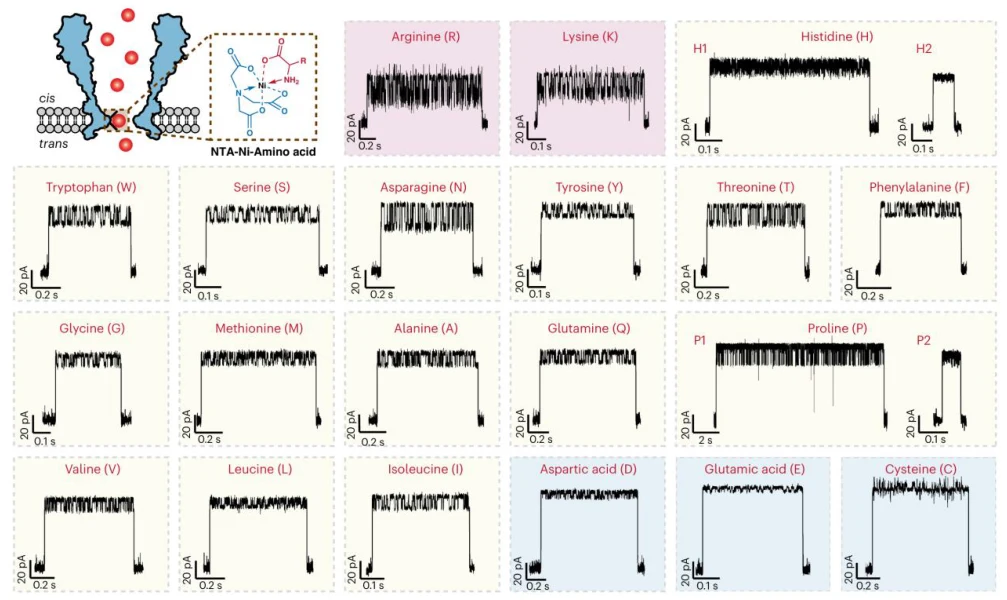 cis
trans
O
O
O
O
O
R
N
Ni
NH2
O
O
O
O
NTA-Ni-Amino acid
Arginine (R)
20 pA
0.2 s
Lysine (K)
20 pA
0.1 s
Histidine (H)
H1
20 pA
0.1 s
H2
20 pA
0.1 s
Tryptophan (W)
20 pA
0.2 s
Serine (S)
20 pA
0.1 s
Asparagine (N)
20 pA
0.2 s
Tyrosine (Y)
20 pA
0.1 s
Threonine (T)
20 pA
0.2 s
Phenylalanine (F)
20 pA
0.2 s
Glycine (G)
20 pA
0.1 s
Methionine (M)
20 pA
0.2 s
Alanine (A)
20 pA
0.2 s
Glutamine (Q)
20 pA
0.2 s
Proline (P)
P1
20 pA
2 s
P2
20 pA
0.1 s
Valine (V)
20 pA
0.2 s
Leucine (L)
20 pA
0.2 s
Isoleucine (I)
20 pA
0.1 s
Aspartic acid (D)
20 pA
0.2 s
Glutamic acid (E)
20 pA
0.1 s
Cysteine (C)
20 pA
0.2 s